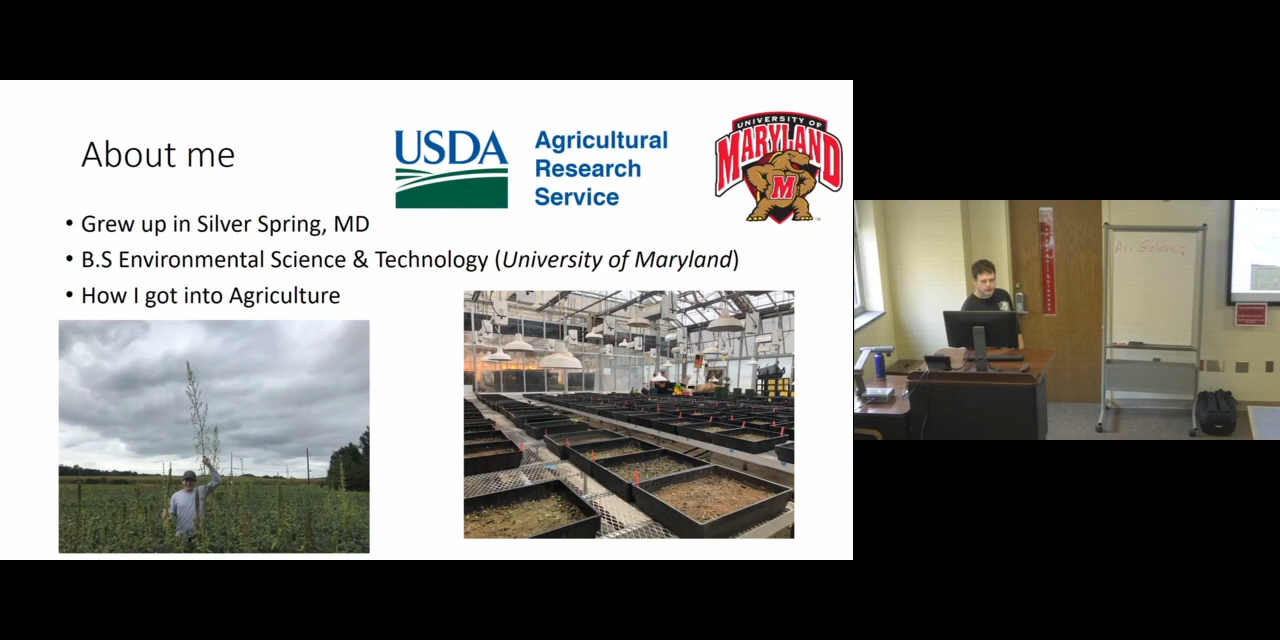 About me
USDA
Agricultural
Research
Service
UNIVERSITY OF
MARYLAND
M
• Grew up in Silver Spring, MD
• B.S Environmental Science & Technology (University of Maryland)
• How I got into Agriculture